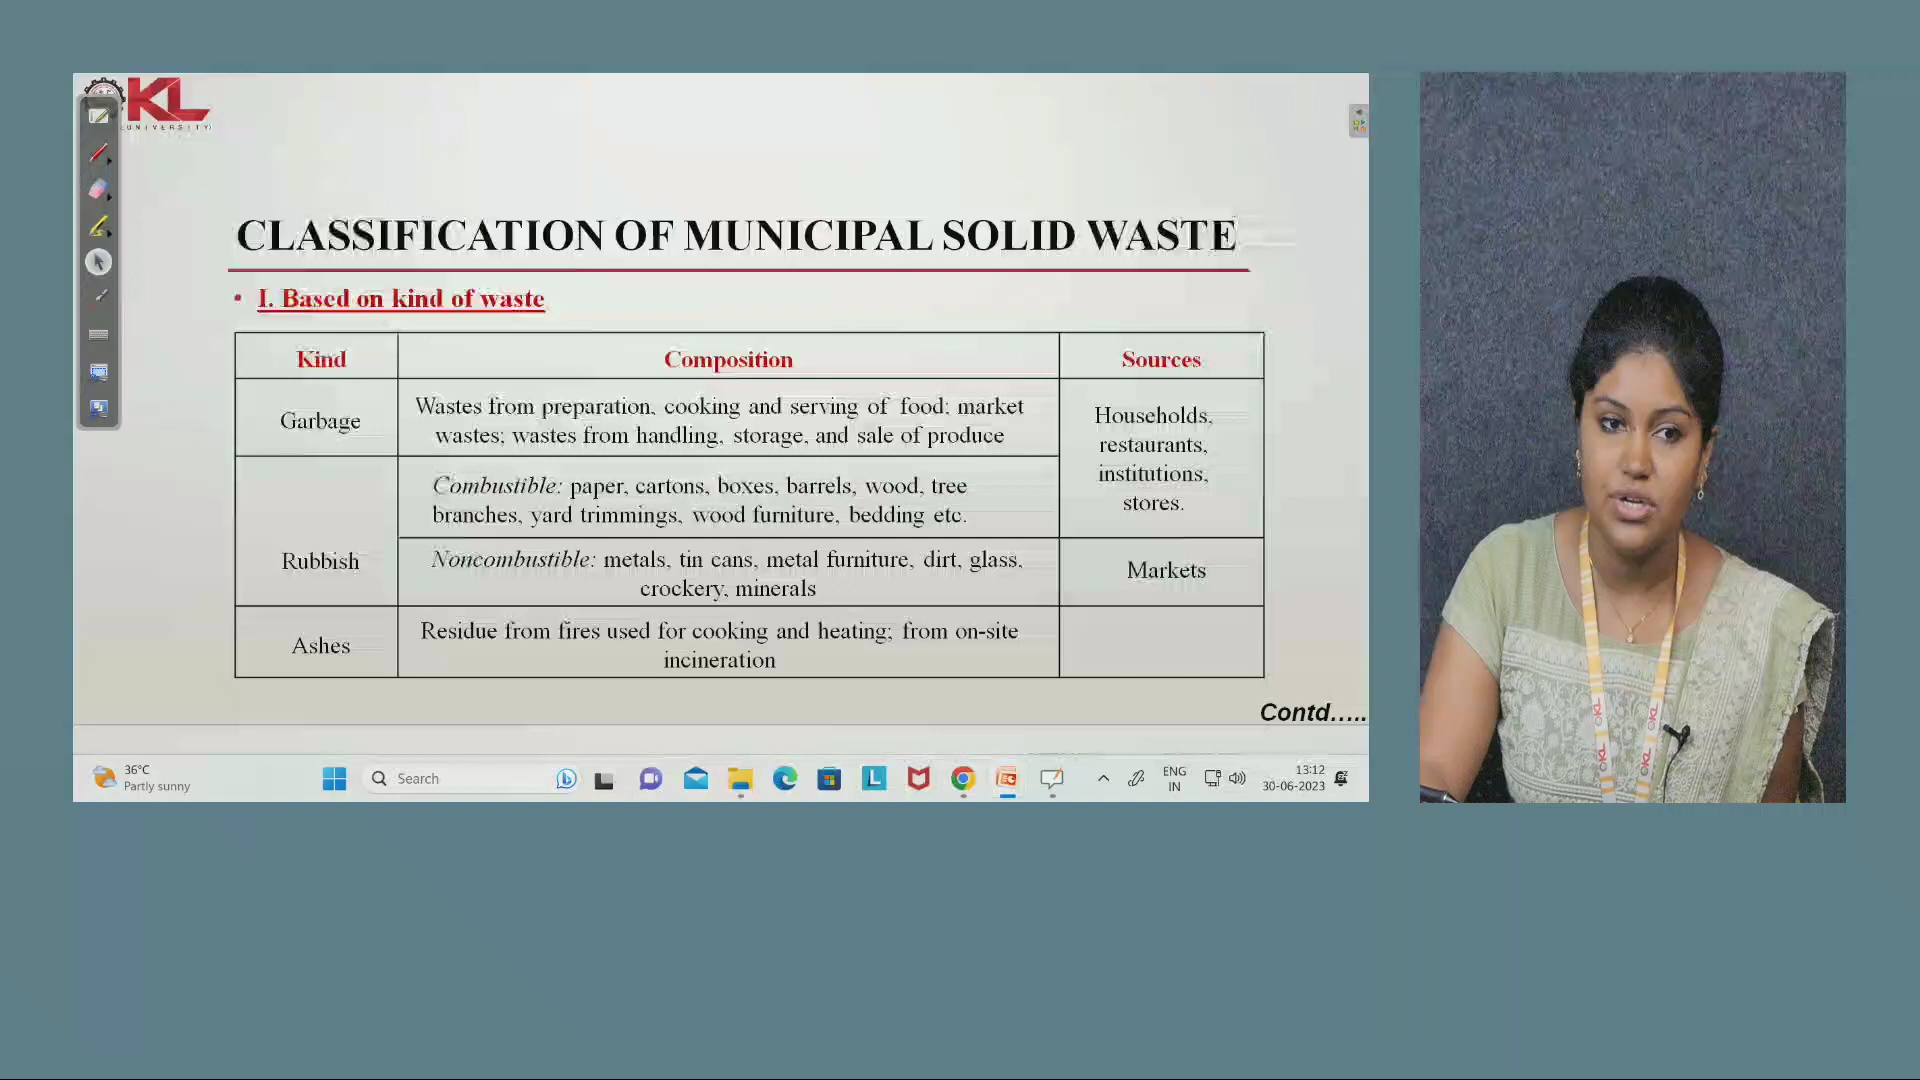 KL
(UNIVERSITY)
CLASSIFICATION OF MUNICIPAL SOLID WASTE
• I. Based on kind of waste
Kind Composition Sources
Garbage
Wastes from preparation, cooking and serving of food; market
wastes; wastes from handling, storage, and sale of produce
Households,
restaurants,
institutions,
stores.
Rubbish
Combustible: paper, cartons, boxes, barrels, wood, tree
branches, yard trimmings, wood furniture, bedding etc.
Noncombustible: metals, tin cans, metal furniture, dirt, glass,
crockery, minerals
Markets
Ashes
Residue from fires used for cooking and heating; from on-site
incineration
Contd.....
36°C
Partly sunny
Search
ENG
IN
13:12
30-06-2023
KL
KL
KL
KL